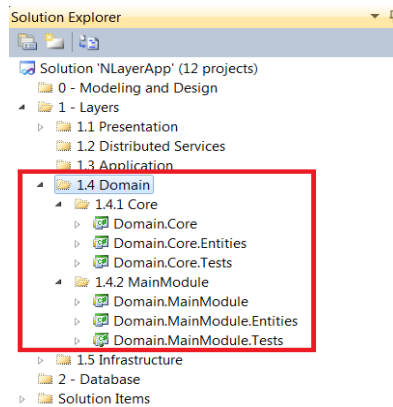 Solution Explorer
Solution 'NLayerApp' (12 projects)
0 - Modeling and Design
1 - Layers
1.1 Presentation
1.2 Distributed Services
1.3 Application
1.4 Domain
1.4.1 Core
Domain.Core
Domain.Core.Entities
Domain.Core.Tests
1.4.2 MainModule
Domain.MainModule
Domain.MainModule.Entities
Domain.MainModule.Tests
1.5 Infrastructure
2 - Database
Solution Items